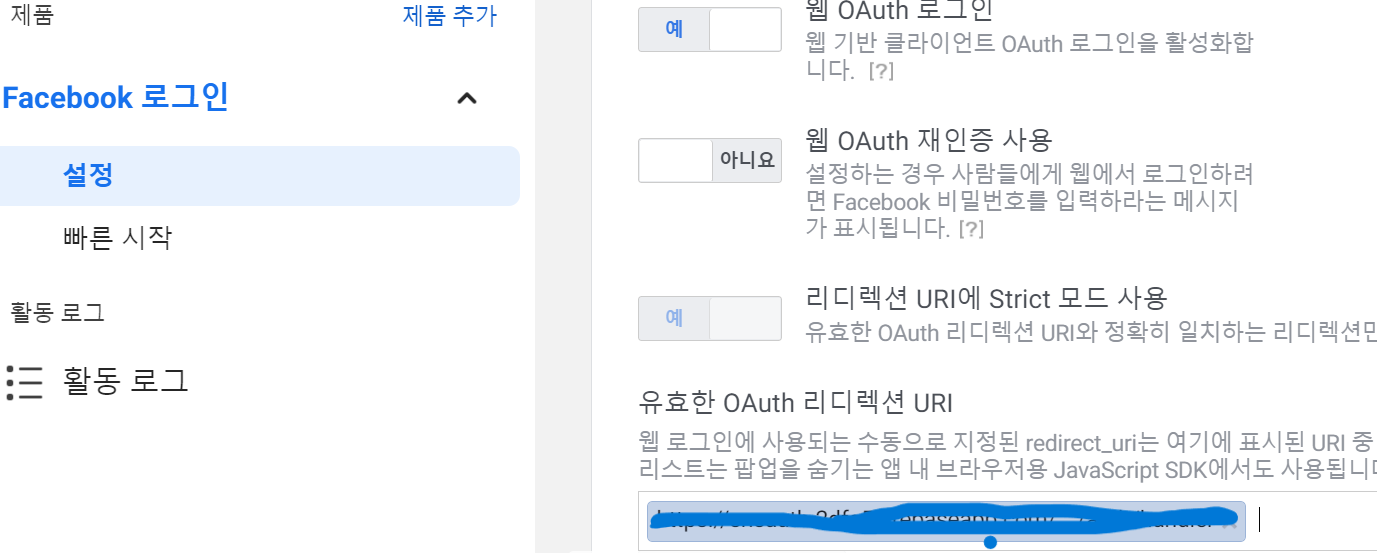 제품
제품 추가
Facebook 로그인
설정
빠른 시작
활동 로그
활동 로그
예
웹 OAuth 로그인
웹 기반 클라이언트 OAuth 로그인을 활성화합
니다. [?]
아니요
웹 OAuth 재인증 사용
설정하는 경우 사람들에게 웹에서 로그인하려
면 Facebook 비밀번호를 입력하라는 메시지
가 표시됩니다. [?]
예
리디렉션 URI에 Strict 모드 사용
유효한 OAuth 리디렉션 URI와 정확히 일치하는 리디렉션만
유효한 OAuth 리디렉션 URI
웹 로그인에 사용되는 수동으로 지정된 redirect_uri는 여기에 표시된 URI 중
리스트는 팝업을 숨기는 앱 내 브라우저용 JavaScript SDK에서도 사용됩니다